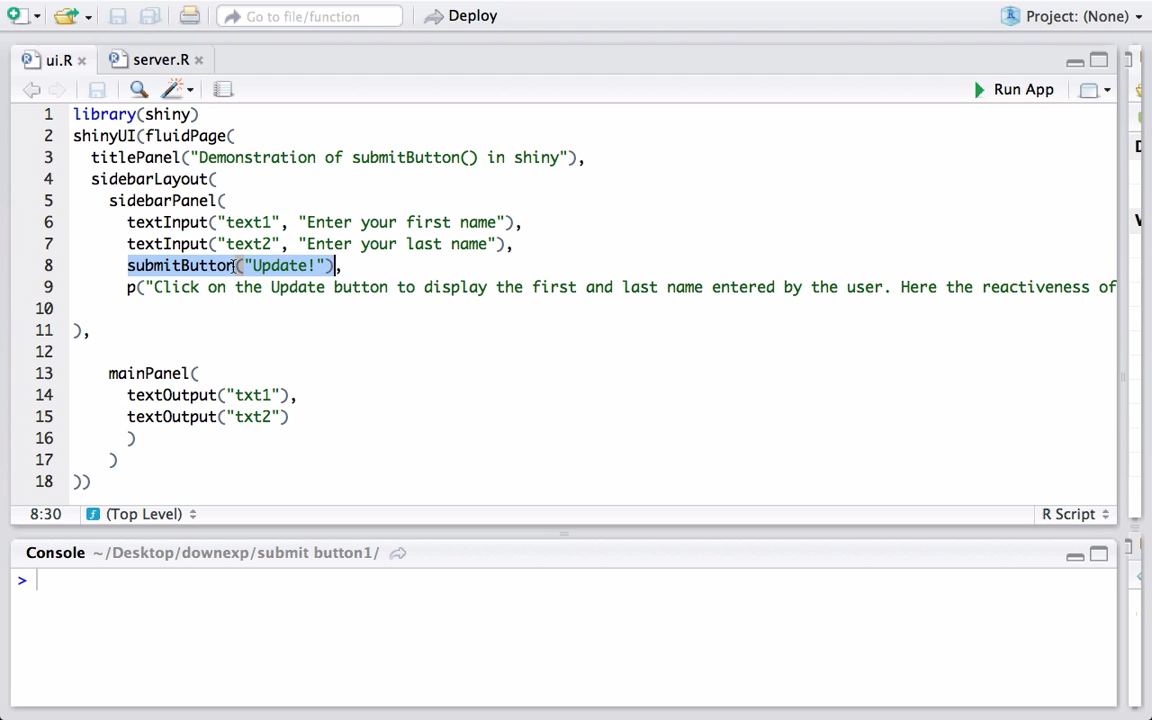 Go to file/function
Deploy
Project: (None)
ui.R
server.R
Run App
1 library(shiny)
2 shinyUI(fluidPage(
3 titlePanel("Demonstration of submitButton() in shiny"),
4 sidebarLayout(
5 sidebarPanel(
6 textInput("text1", "Enter your first name"),
7 textInput("text2", "Enter your last name"),
8 submitButton("Update!"),
9 p("Click on the Update button to display the first and last name entered by the user. Here the reactiveness of
10
11 ),
12
13 mainPanel(
14 textOutput("txt1"),
15 textOutput("txt2")
16 )
17 )
18 ))
8:30 (Top Level) R Script
Console ~/Desktop/downexp/submit button1/
>